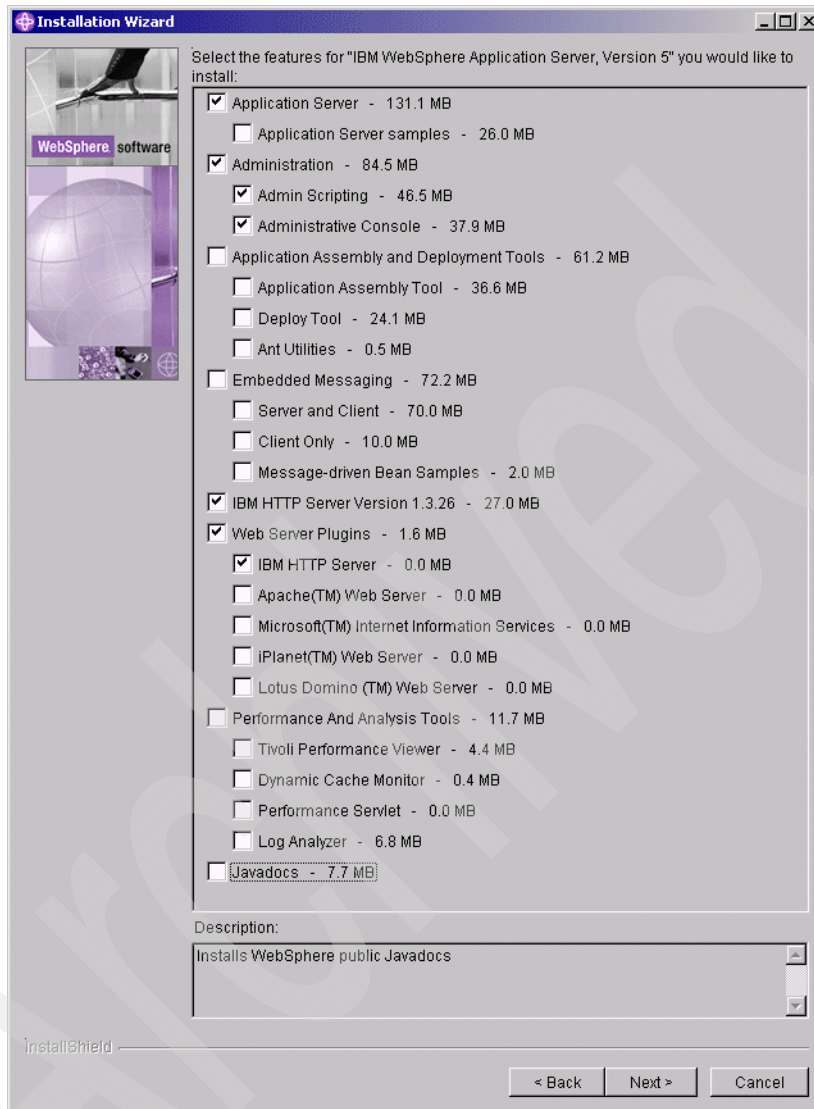 Installation Wizard
Select the features for "IBM WebSphere Application Server, Version 5" you would like to
install:
WebSphere. software
Application Server - 131.1 MB
Application Server samples - 26.0 MB
Administration - 84.5 MB
Admin Scripting - 46.5 MB
Administrative Console - 37.9 MB
Application Assembly and Deployment Tools - 61.2 MB
Application Assembly Tool - 36.6 MB
Deploy Tool - 24.1 MB
Ant Utilities - 0.5 MB
Embedded Messaging - 72.2 MB
Server and Client - 70.0 MB
Client Only - 10.0 MB
Message-driven Bean Samples - 2.0 MB
IBM HTTP Server Version 1.3.26 - 27.0 MB
Web Server Plugins - 1.6 MB
IBM HTTP Server - 0.0 MB
Apache(TM) Web Server - 0.0 MB
Microsoft(TM) Internet Information Services - 0.0 MB
iPlanet(TM) Web Server - 0.0 MB
Lotus Domino (TM) Web Server - 0.0 MB
Performance And Analysis Tools - 11.7 MB
Tivoli Performance Viewer - 4.4 MB
Dynamic Cache Monitor - 0.4 MB
Performance Servlet - 0.0 MB
Log Analyzer - 6.8 MB
Javadocs - 7.7 MB
Description:
Installs WebSphere public Javadocs
InstallShield
< Back Next > Cancel
Archived